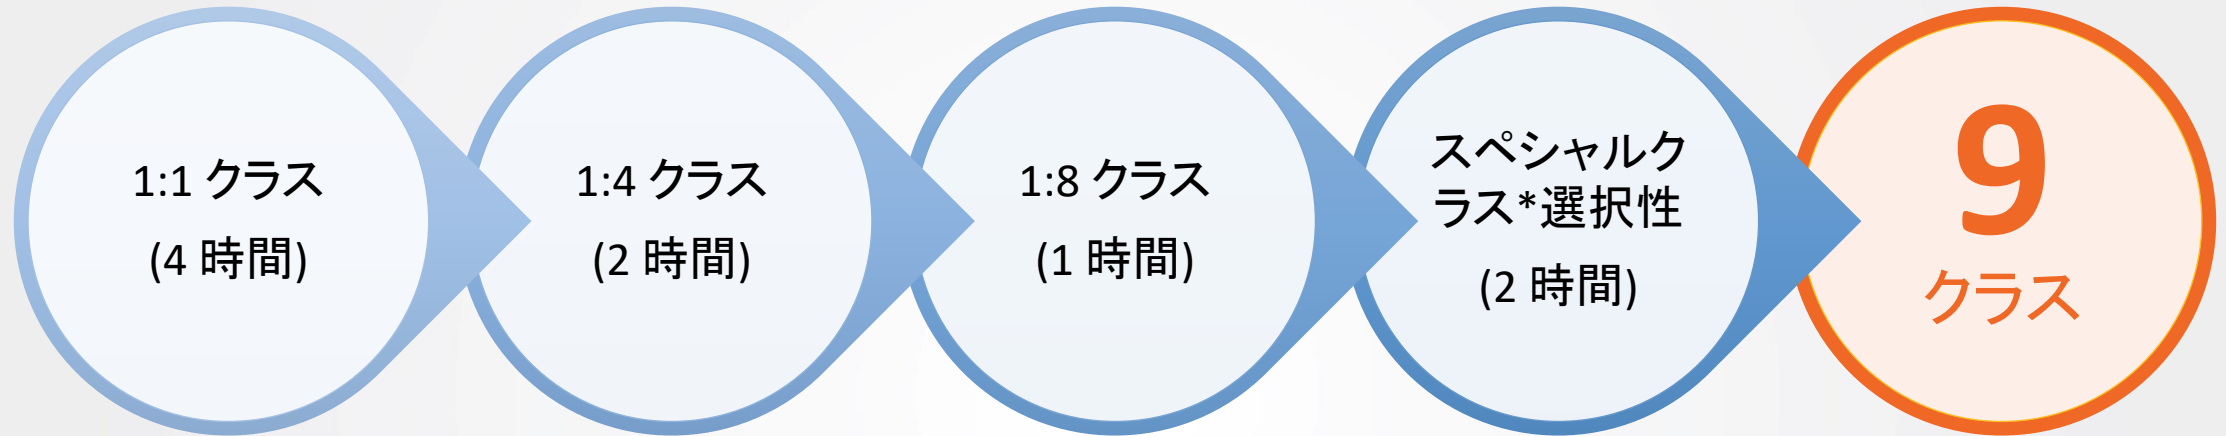 1:1 クラス
(4 時間)
1:4 クラス
(2 時間)
1:8 クラス
(1 時間)
スペシャルク
ラス*選択性
(2 時間)
9
クラス